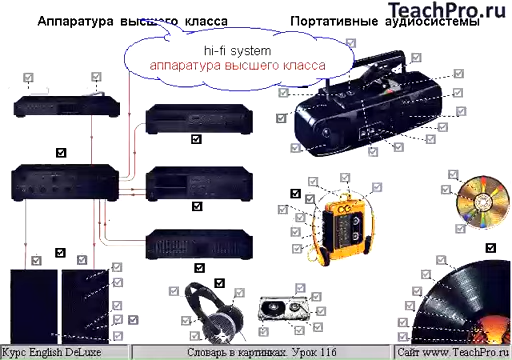 TeachPro.ru
Аппаратура высшего класса
Портативные аудиосистемы
hi-fi system
аппаратура высшего класса
Курс English DeLuxe
Словарь в картинках. Урок 116
Сайт www.TeachPro.ru